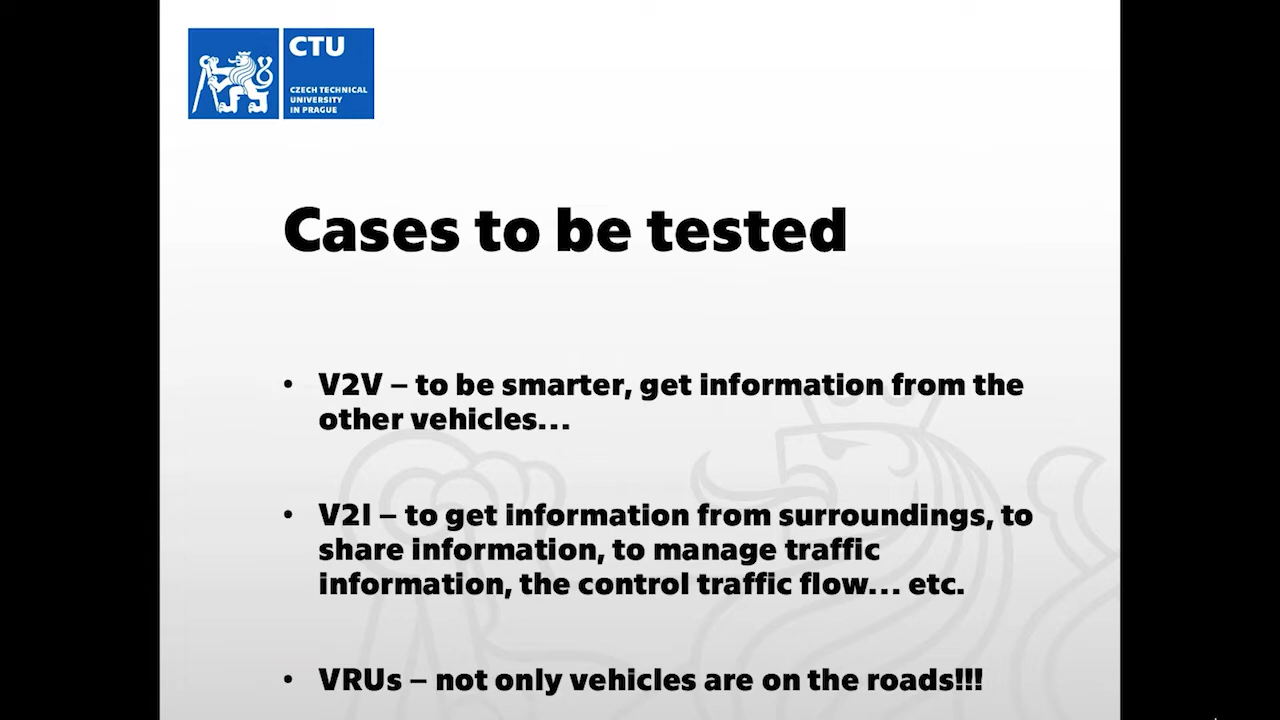 CTU
CZECH TECHNICAL
UNIVERSITY
IN PRAGUE
Cases to be tested
• V2V – to be smarter, get information from the
other vehicles...
• V2I – to get information from surroundings, to
share information, to manage traffic
information, the control traffic flow... etc.
• VRUs – not only vehicles are on the roads!!!